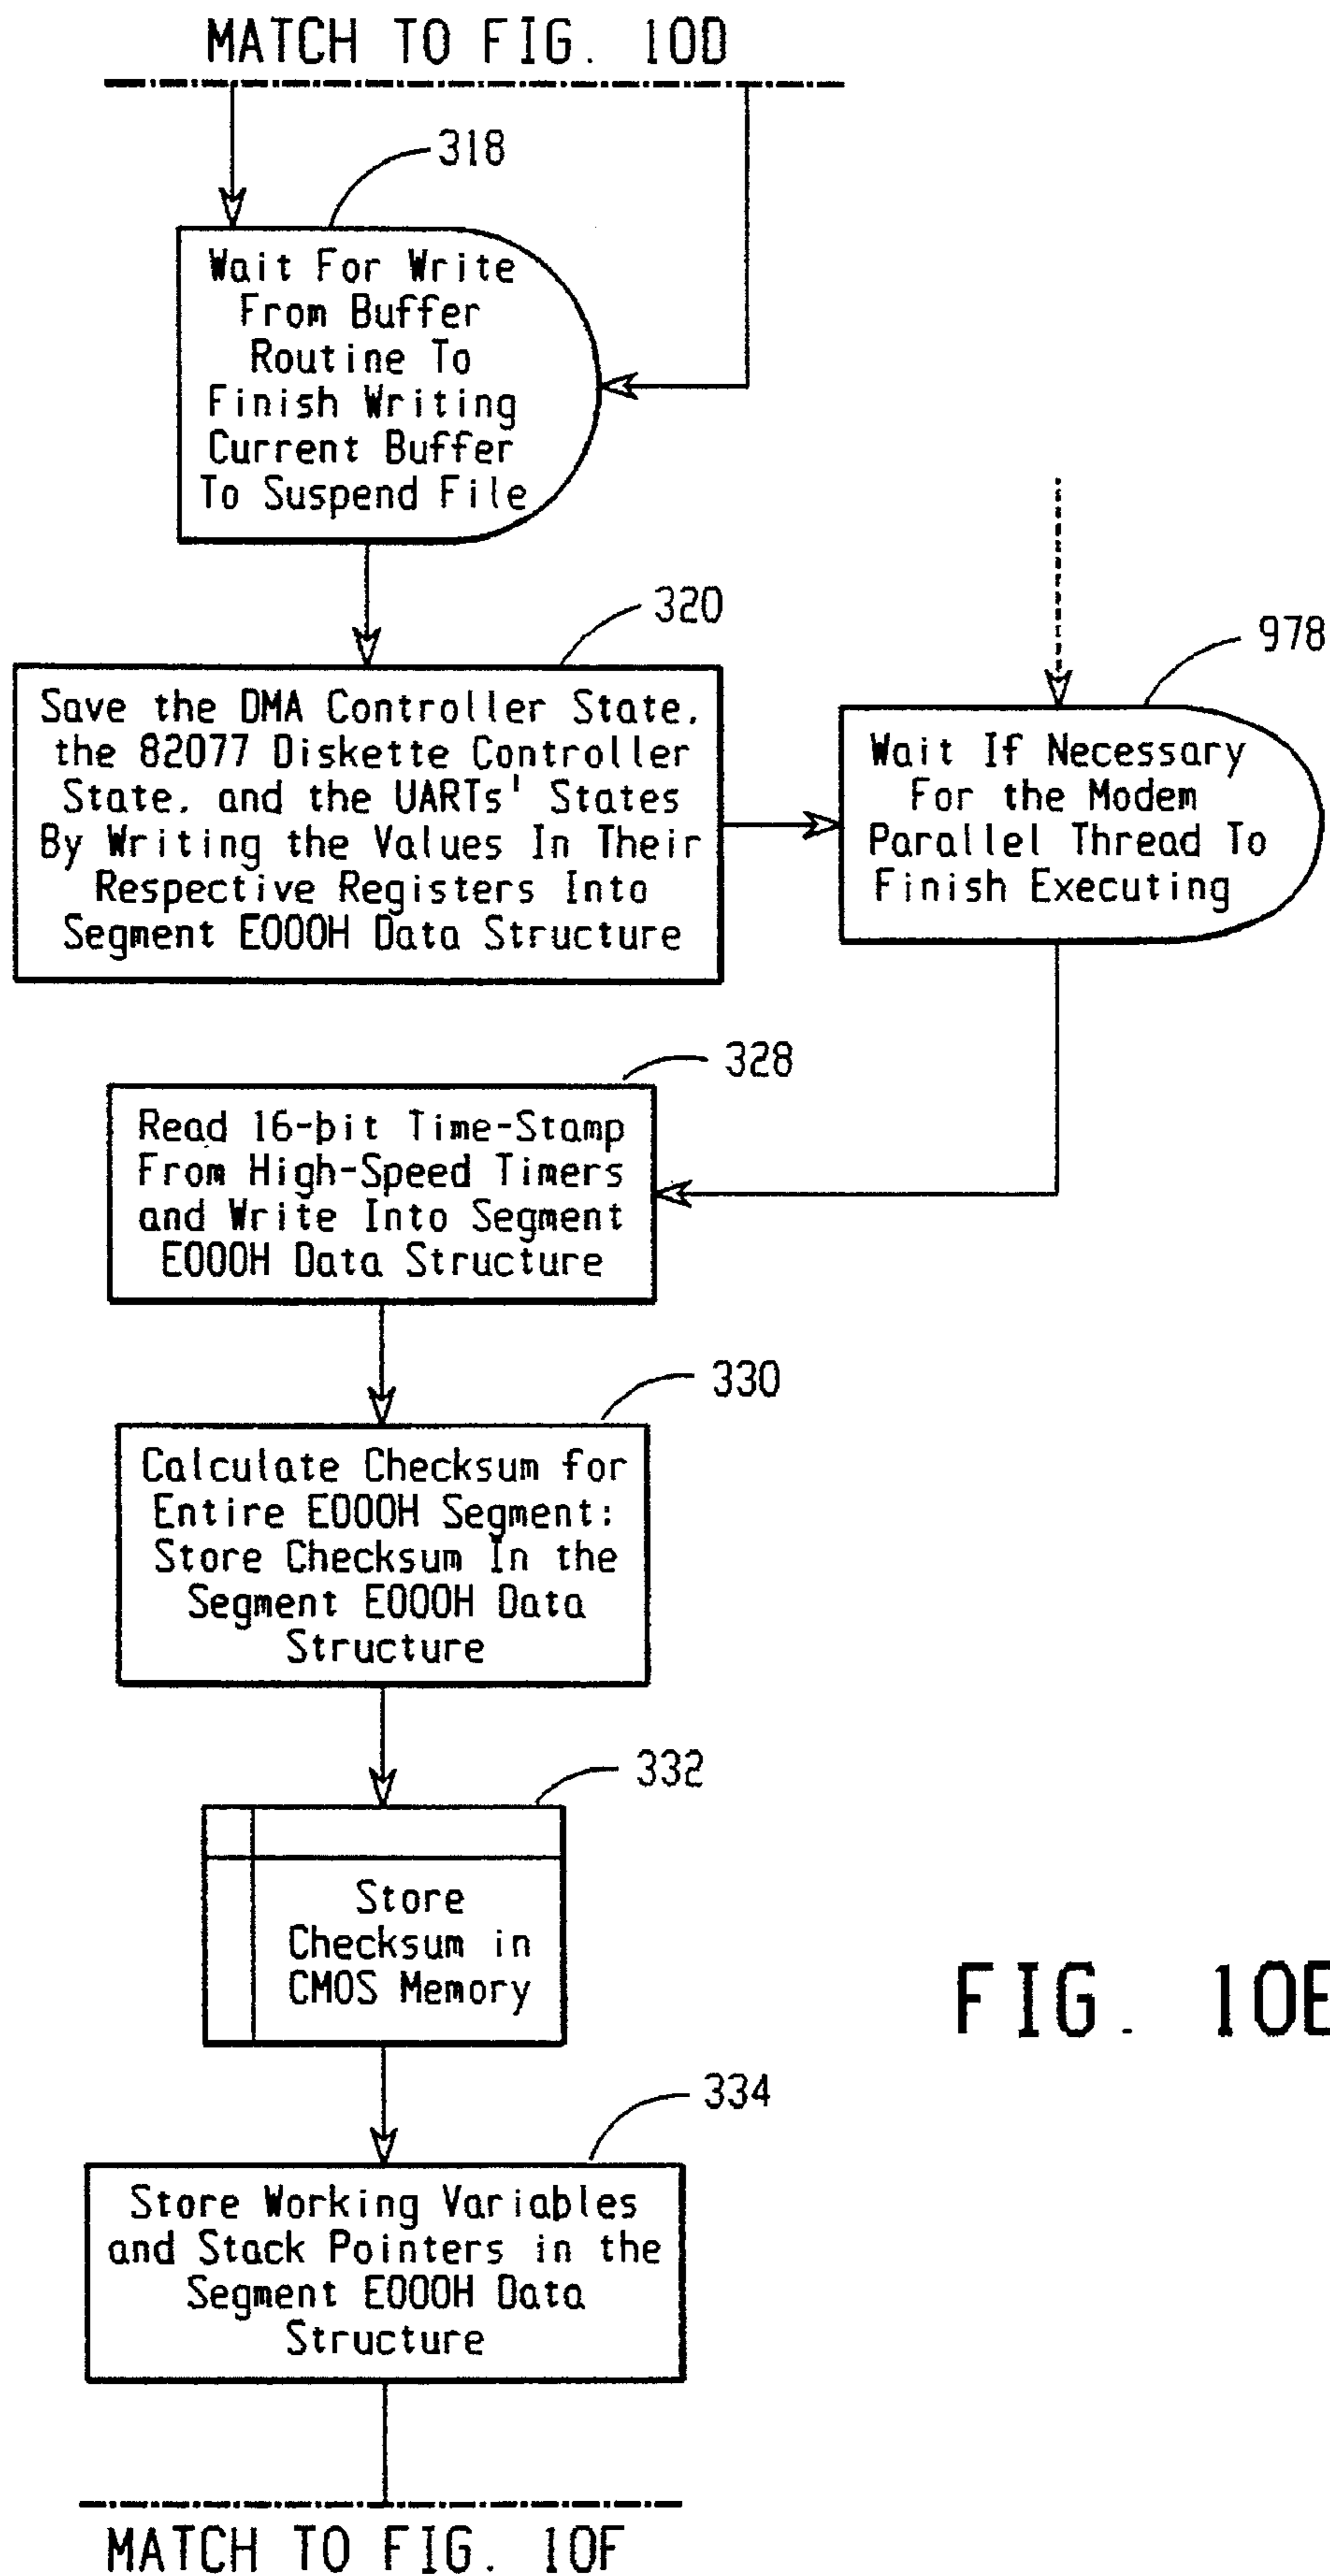 MATCH TO FIG. 10D
318
Wait For Write
From Buffer
Routine To
Finish Writing
Current Buffer
To Suspend File
320
Save the DMA Controller State,
the 82077 Diskette Controller
State, and the UARTs' States
By Writing the Values In Their
Respective Registers Into
Segment E000H Data Structure
978
Wait If Necessary
For the Modem
Parallel Thread To
Finish Executing
328
Read 16-bit Time-Stamp
From High-Speed Timers
and Write Into Segment
E000H Data Structure
330
Calculate Checksum for
Entire E000H Segment;
Store Checksum In the
Segment E000H Data
Structure
332
Store
Checksum in
CMOS Memory
FIG. 10E
334
Store Working Variables
and Stack Pointers in the
Segment E000H Data
Structure
MATCH TO FIG. 10F